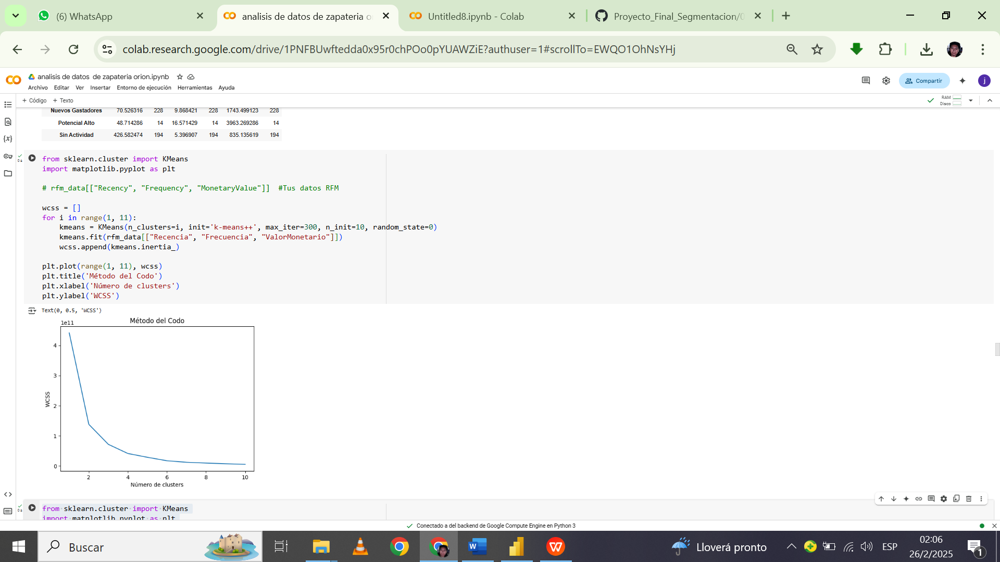 (6) WhatsApp
analisis de datos de zapateria o
Untitled8.ipynb - Colab
Proyecto_Final_Segmentacion/0
colab.research.google.com/drive/1PNFBUwftedda0x95r0chPOo0pYUAWZiE?authuser=1#scrollTo=EWQO1OhNsYHj
analisis de datos de zapateria orion.ipynb
Archivo Editar Ver Insertar Entorno de ejecución Herramientas Ayuda
Compartir
j
+ Código + Texto
RAM
Disco
Nuevos Gastadores 70.526316 228 9.868421 228 1743.499123 228
Potencial Alto 48.714286 14 16.571429 14 3963.269286 14
Sin Actividad 426.582474 194 5.396907 194 835.135619 194
0 s
from sklearn.cluster import KMeans
import matplotlib.pyplot as plt
# rfm_data[["Recency", "Frequency", "MonetaryValue"]]  #Tus datos RFM
wcss = []
for i in range(1, 11):
    kmeans = KMeans(n_clusters=i, init='k-means++', max_iter=300, n_init=10, random_state=0)
    kmeans.fit(rfm_data[["Recencia", "Frecuencia", "ValorMonetario"]])
    wcss.append(kmeans.inertia_)
plt.plot(range(1, 11), wcss)
plt.title('Método del Codo')
plt.xlabel('Número de clusters')
plt.ylabel('WCSS')
Text(0, 0.5, 'WCSS')
Método del Codo
1e11
4
3
2
1
0
WCSS
2 4 6 8 10
Número de clusters
0 s
from sklearn.cluster import KMeans
import matplotlib.pyplot as plt
Conectado a del backend de Google Compute Engine en Python 3
Buscar
Lloverá pronto
ESP
02:06
26/2/2025
1